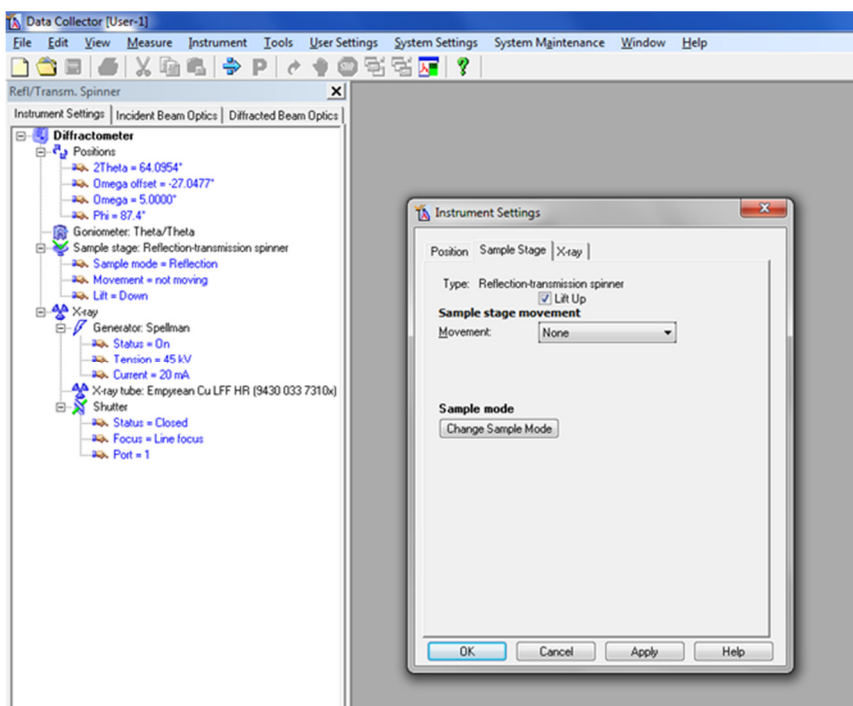 Data Collector [User-1]
File Edit View Measure Instrument Tools User Settings System Settings System Maintenance Window Help
Refl/Transm. Spinner
Instrument Settings Incident Beam Optics Diffracted Beam Optics
Diffractometer
Positions
2Theta = 64.0954°
Omega offset = -27.0477°
Omega = 5.0000°
Phi = 87.4°
Goniometer: Theta/Theta
Sample stage: Reflection-transmission spinner
Sample mode = Reflection
Movement = not moving
Lift = Down
X-ray
Generator: Spellman
Status = On
Tension = 45 kV
Current = 20 mA
X-ray tube: Empyrean Cu LFF HR (9430 033 7310x)
Shutter
Status = Closed
Focus = Line focus
Port = 1
Instrument Settings
Position Sample Stage X-ray
Type: Reflection-transmission spinner
Lift Up
Sample stage movement
Movement: None
Sample mode
Change Sample Mode
OK Cancel Apply Help